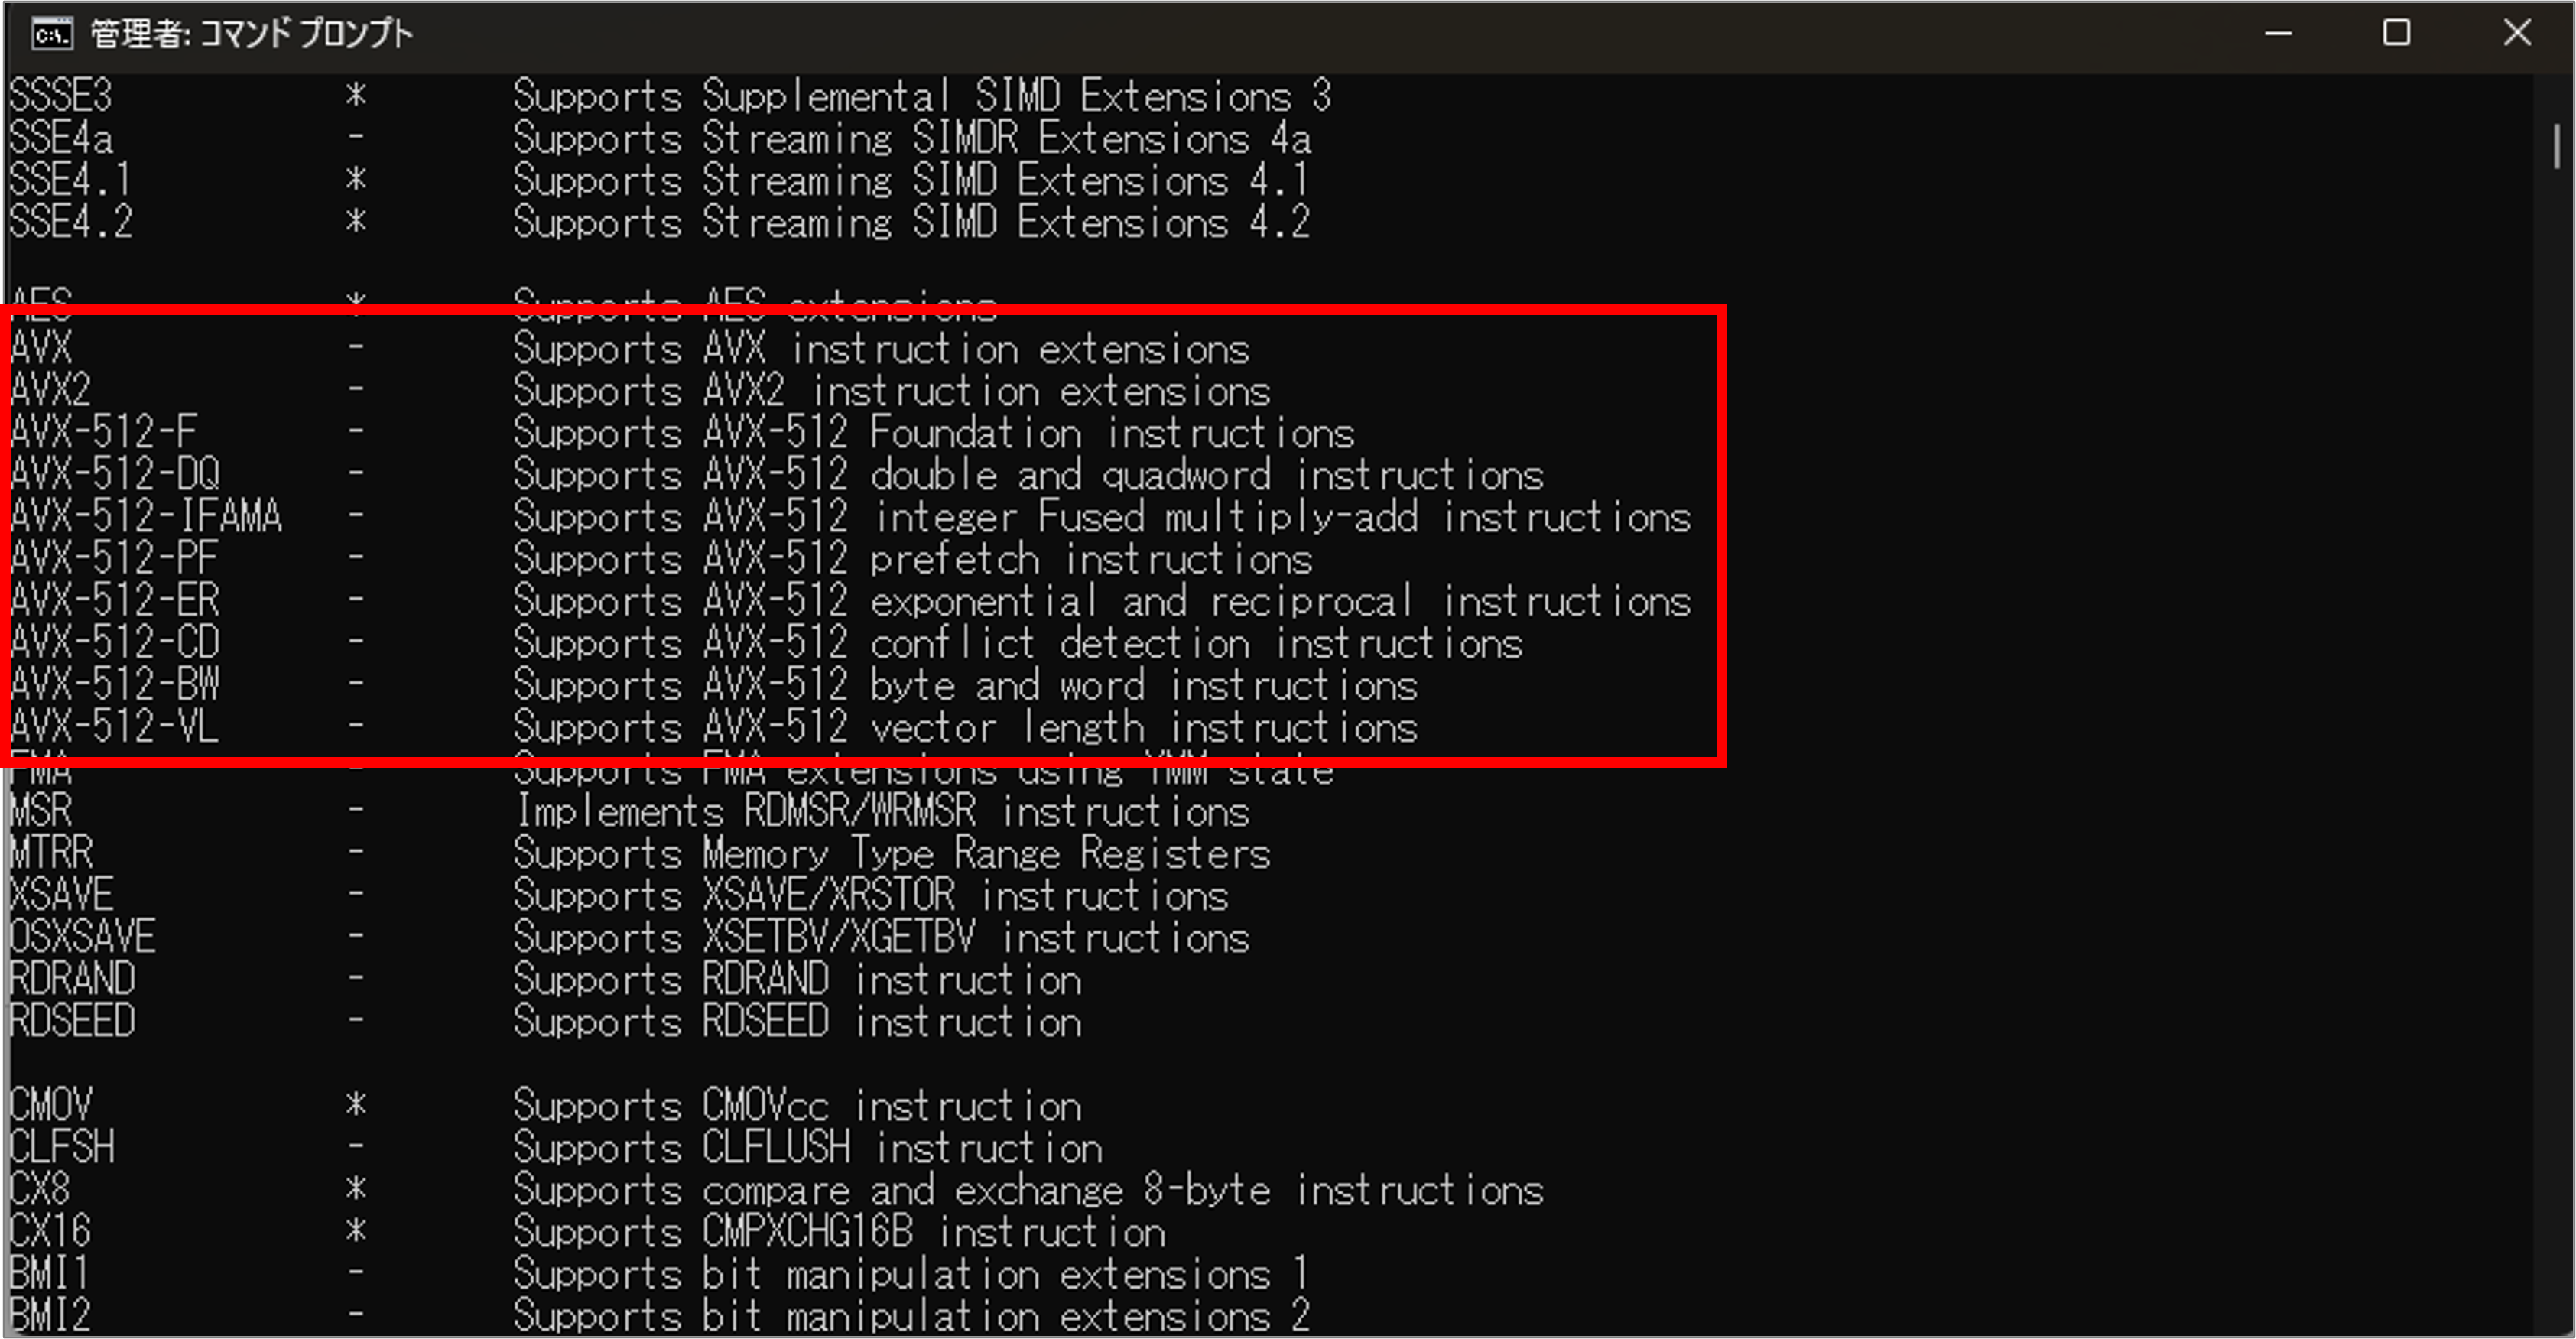 管理者: コマンド プロンプト
SSSE3 * Supports Supplemental SIMD Extensions 3
SSE4a - Supports Streaming SIMDR Extensions 4a
SSE4.1 * Supports Streaming SIMD Extensions 4.1
SSE4.2 * Supports Streaming SIMD Extensions 4.2
AES * Supports AES extensions
AVX - Supports AVX instruction extensions
AVX2 - Supports AVX2 instruction extensions
AVX-512-F - Supports AVX-512 Foundation instructions
AVX-512-DQ - Supports AVX-512 double and quadword instructions
AVX-512-IFAMA - Supports AVX-512 integer Fused multiply-add instructions
AVX-512-PF - Supports AVX-512 prefetch instructions
AVX-512-ER - Supports AVX-512 exponential and reciprocal instructions
AVX-512-CD - Supports AVX-512 conflict detection instructions
AVX-512-BW - Supports AVX-512 byte and word instructions
AVX-512-VL - Supports AVX-512 vector length instructions
FMA - Supports FMA extensions using YMM state
MSR - Implements RDMSR/WRMSR instructions
MTRR - Supports Memory Type Range Registers
XSAVE - Supports XSAVE/XRSTOR instructions
OSXSAVE - Supports XSETBV/XGETBV instructions
RDRAND - Supports RDRAND instruction
RDSEED - Supports RDSEED instruction
CMOV * Supports CMOVcc instruction
CLFSH - Supports CLFLUSH instruction
CX8 * Supports compare and exchange 8-byte instructions
CX16 * Supports CMPXCHG16B instruction
BMI1 - Supports bit manipulation extensions 1
BMI2 - Supports bit manipulation extensions 2